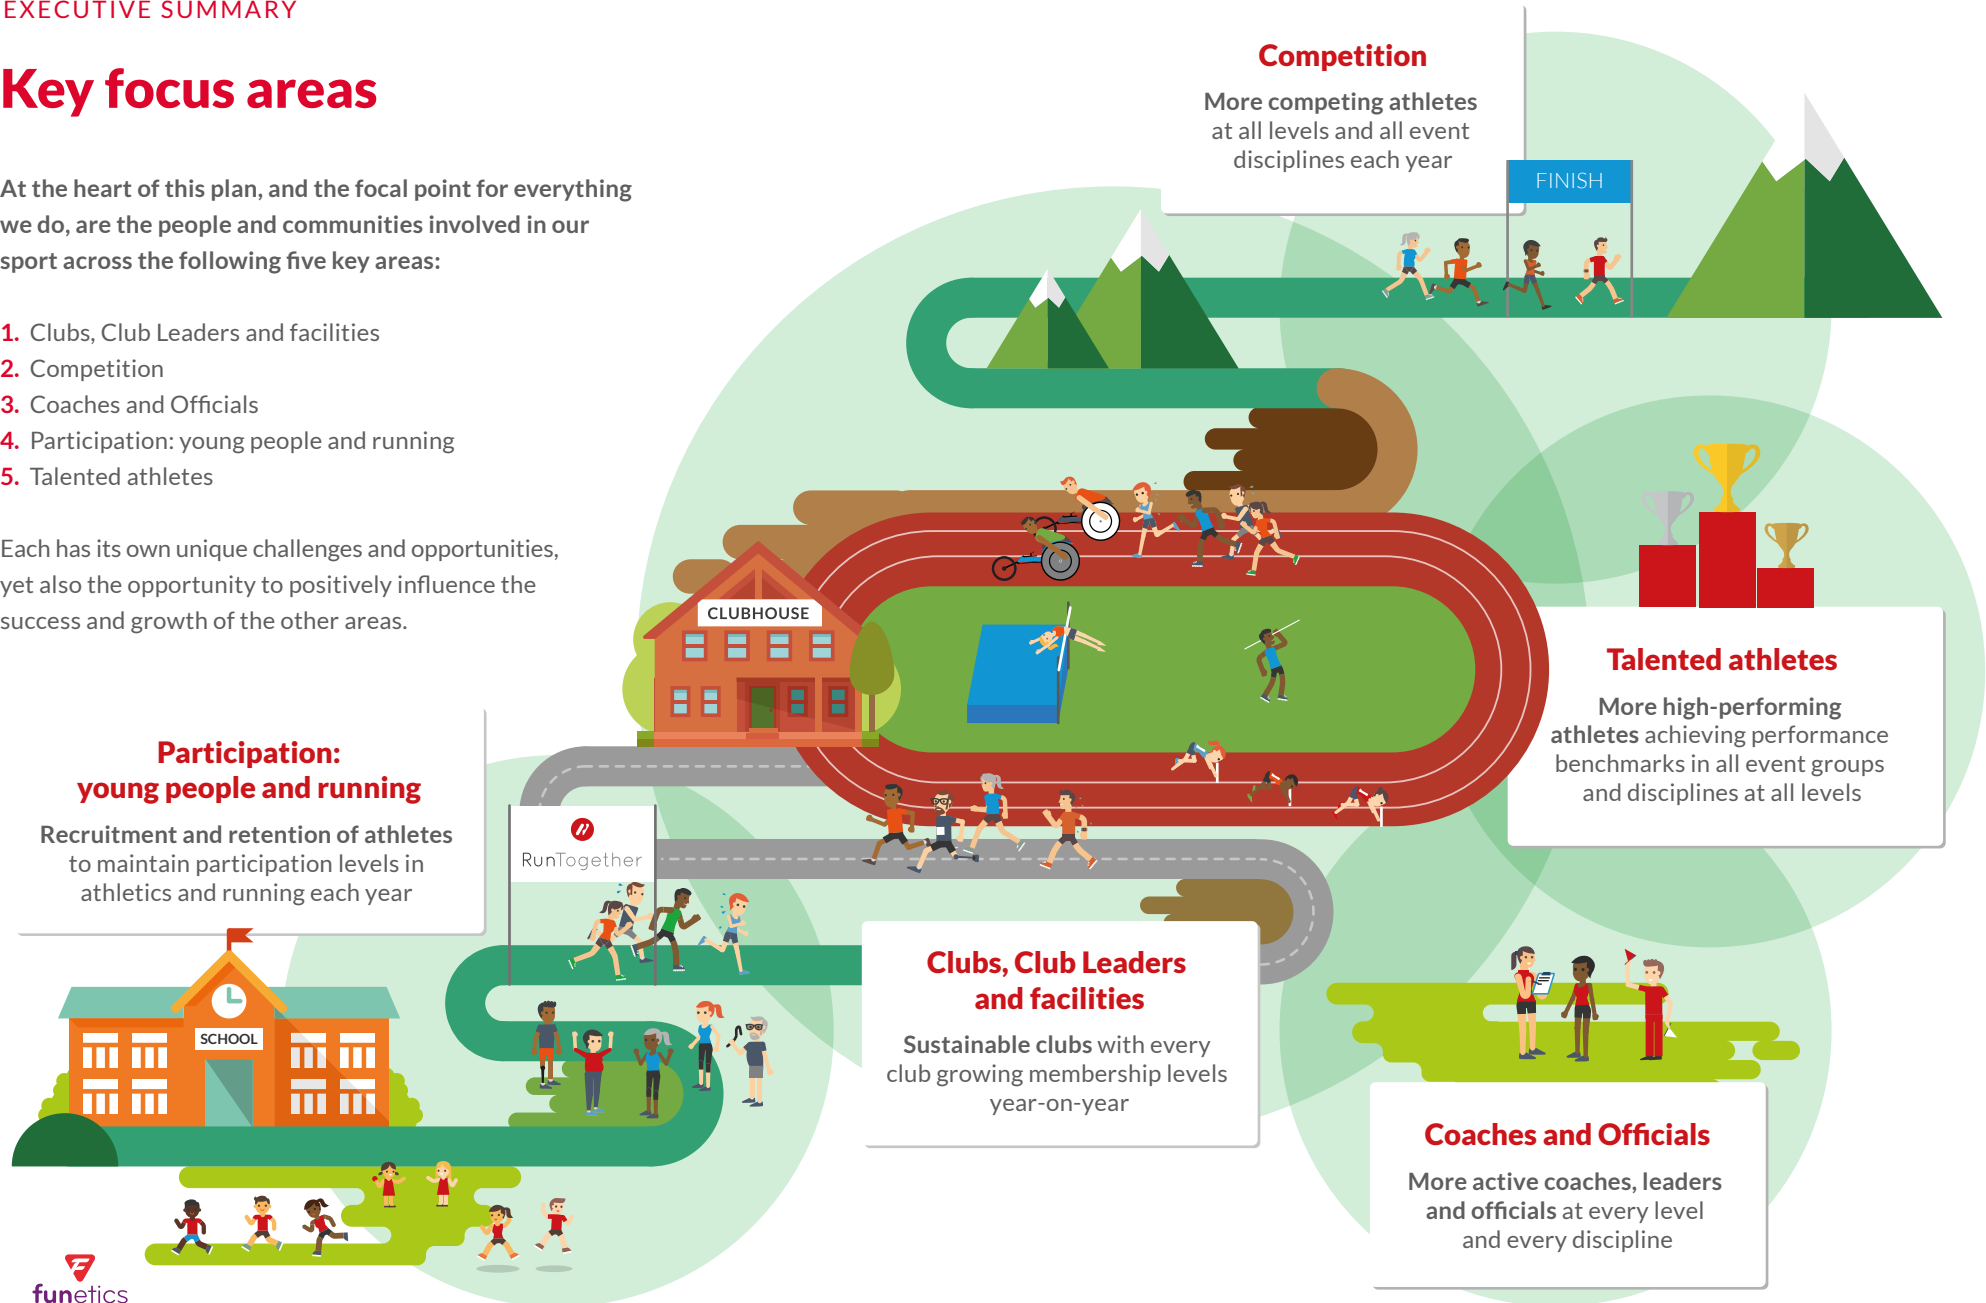 EXECUTIVE SUMMARY
Key focus areas
At the heart of this plan, and the focal point for everything
we do, are the people and communities involved in our
sport across the following five key areas:
1. Clubs, Club Leaders and facilities
2. Competition
3. Coaches and Officials
4. Participation: young people and running
5. Talented athletes
Each has its own unique challenges and opportunities,
yet also the opportunity to positively influence the
success and growth of the other areas.
Competition
More competing athletes
at all levels and all event
disciplines each year
FINISH
CLUBHOUSE
Talented athletes
More high-performing
athletes achieving performance
benchmarks in all event groups
and disciplines at all levels
Participation:
young people and running
Recruitment and retention of athletes
to maintain participation levels in
athletics and running each year
RunTogether
Clubs, Club Leaders
and facilities
Sustainable clubs with every
club growing membership levels
year-on-year
SCHOOL
Coaches and Officials
More active coaches, leaders
and officials at every level
and every discipline
funetics